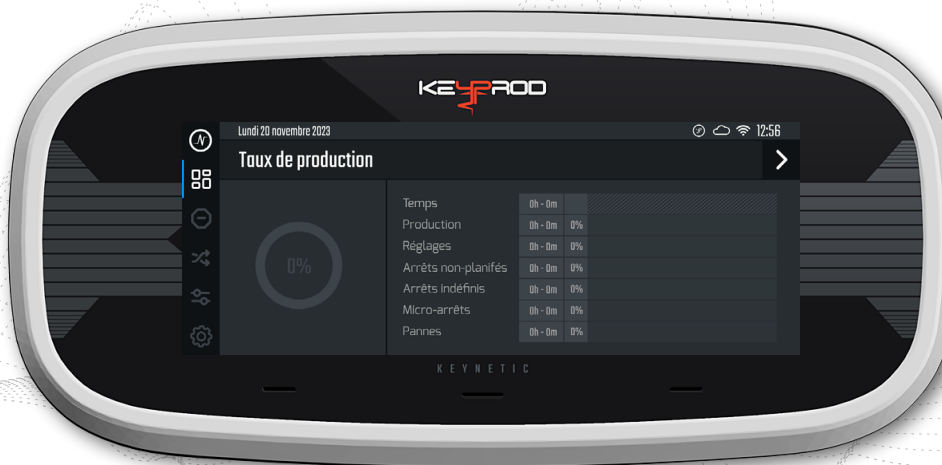 KEYPROD
Lundi 20 novembre 2023 12:56
Taux de production
0%
Temps 0h - 0m
Production 0h - 0m 0%
Réglages 0h - 0m 0%
Arrêts non-planifés 0h - 0m 0%
Arrêts indéfinis 0h - 0m 0%
Micro-arrêts 0h - 0m 0%
Pannes 0h - 0m 0%
KEYNETIC